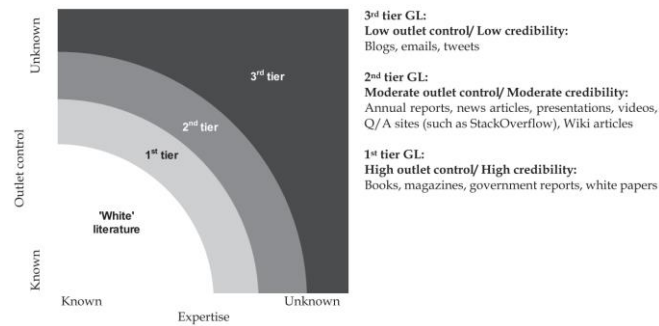 Unknown
Outlet control
Known
3rd tier
2nd tier
1st tier
'White'
literature
Known
Unknown
Expertise
3rd tier GL:
Low outlet control/ Low credibility:
Blogs, emails, tweets
2nd tier GL:
Moderate outlet control/ Moderate credibility:
Annual reports, news articles, presentations, videos,
Q/A sites (such as StackOverflow), Wiki articles
1st tier GL:
High outlet control/ High credibility:
Books, magazines, government reports, white papers